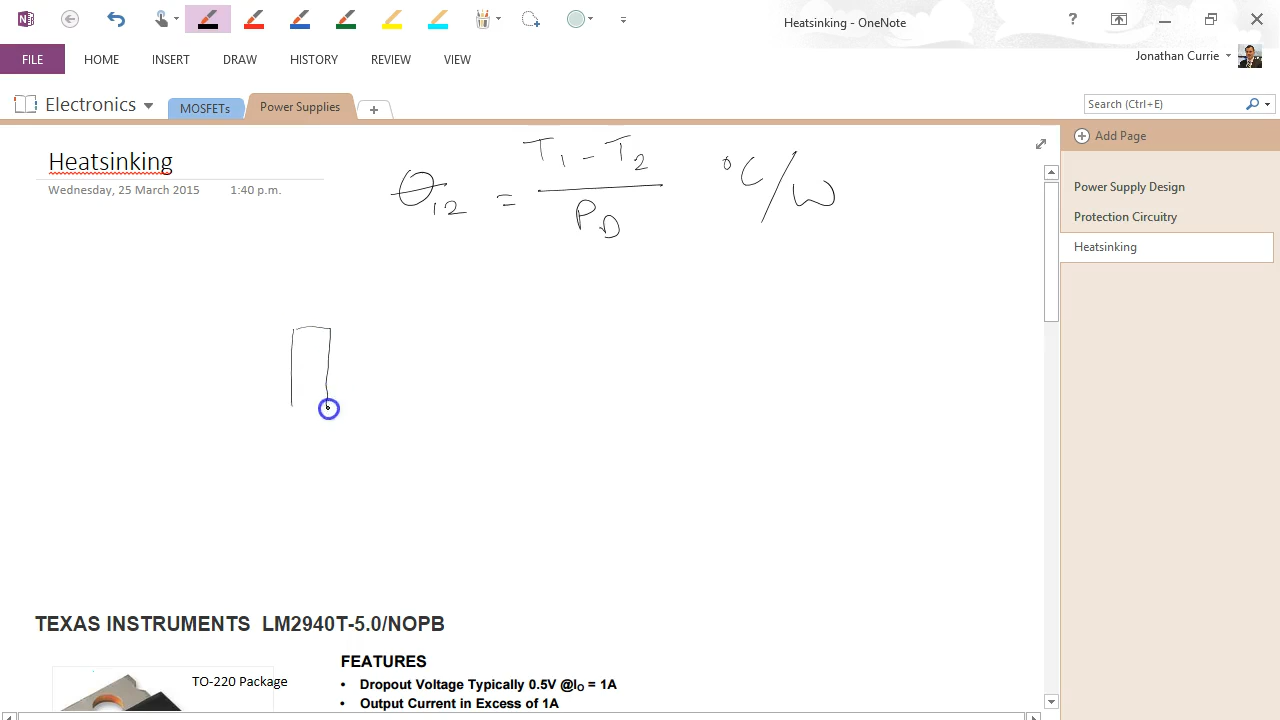 Heatsinking - OneNote
?
FILE
HOME
INSERT
DRAW
HISTORY
REVIEW
VIEW
Jonathan Currie
Electronics
MOSFETs
Power Supplies
+
Search (Ctrl+E)
Add Page
Power Supply Design
Protection Circuitry
Heatsinking
Heatsinking
Wednesday, 25 March 2015 1:40 p.m.
θ₁₂ = (T₁ - T₂) / P_D °C/W
TEXAS INSTRUMENTS LM2940T-5.0/NOPB
TO-220 Package
FEATURES
• Dropout Voltage Typically 0.5V @I_O = 1A
• Output Current in Excess of 1A